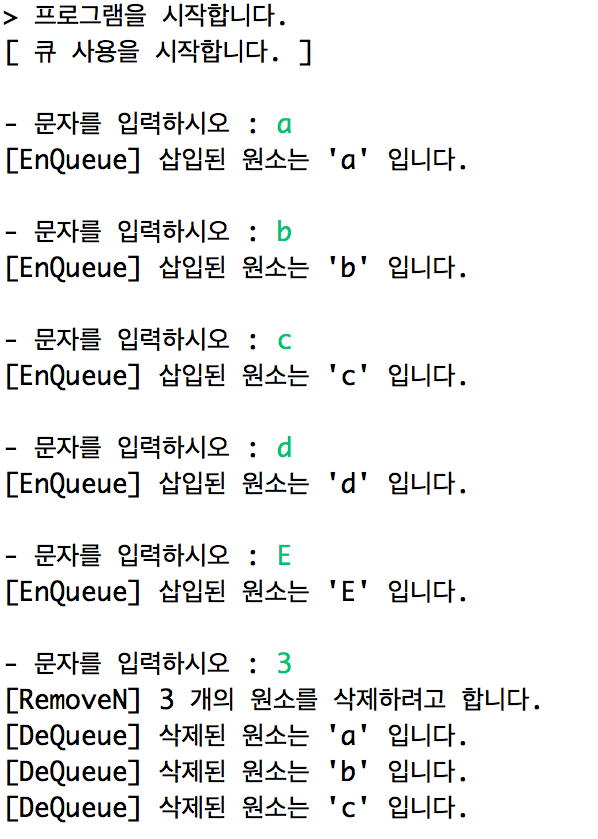 > 프로그램을 시작합니다.
[ 큐 사용을 시작합니다. ]
- 문자를 입력하시오 : a
[EnQueue] 삽입된 원소는 'a' 입니다.
- 문자를 입력하시오 : b
[EnQueue] 삽입된 원소는 'b' 입니다.
- 문자를 입력하시오 : c
[EnQueue] 삽입된 원소는 'c' 입니다.
- 문자를 입력하시오 : d
[EnQueue] 삽입된 원소는 'd' 입니다.
- 문자를 입력하시오 : E
[EnQueue] 삽입된 원소는 'E' 입니다.
- 문자를 입력하시오 : 3
[RemoveN] 3 개의 원소를 삭제하려고 합니다.
[DeQueue] 삭제된 원소는 'a' 입니다.
[DeQueue] 삭제된 원소는 'b' 입니다.
[DeQueue] 삭제된 원소는 'c' 입니다.